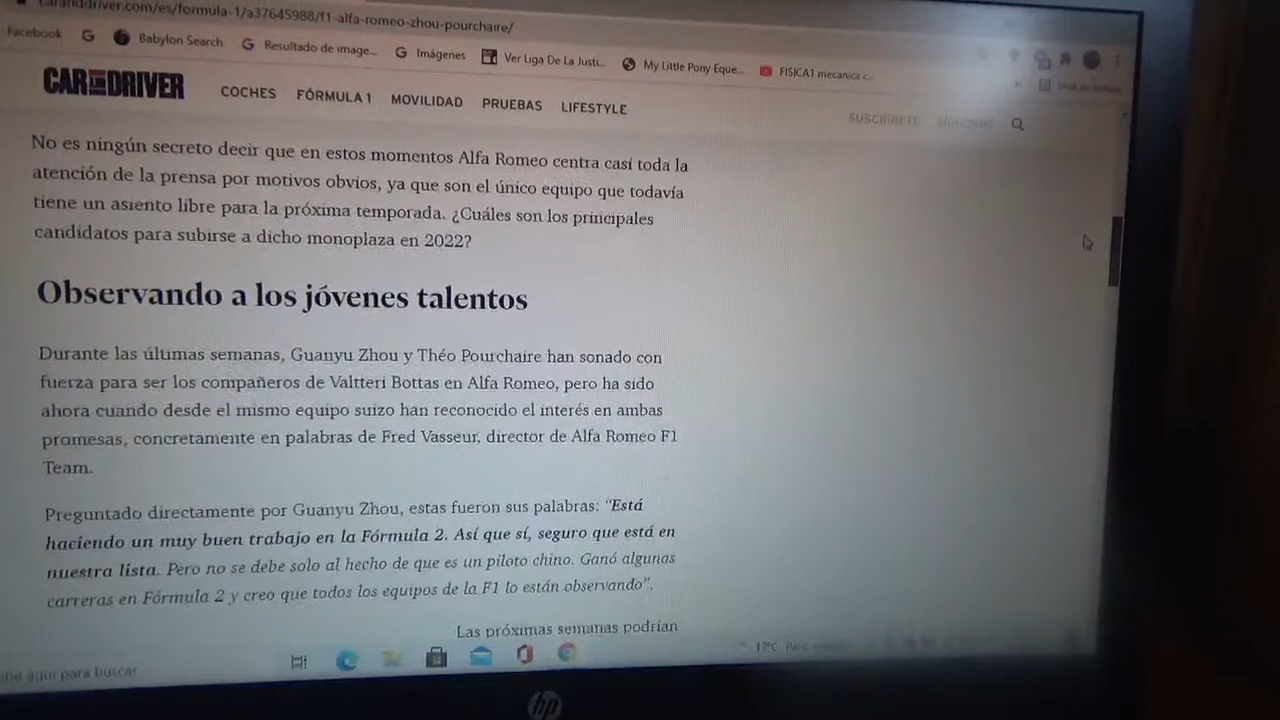 caranddriver.com/es/formula-1/a37645988/f1-alfa-romeo-zhou-pourchaire/
Facebook G Babylon Search G Resultado de image... G Imágenes Ver Liga De La Justi... My Little Pony Eque... FISICA1 mecanica c...
CAR AND DRIVER COCHES FÓRMULA 1 MOVILIDAD PRUEBAS LIFESTYLE SUSCRÍBETE
No es ningún secreto decir que en estos momentos Alfa Romeo centra casi toda la
atención de la prensa por motivos obvios, ya que son el único equipo que todavía
tiene un asiento libre para la próxima temporada. ¿Cuáles son los principales
candidatos para subirse a dicho monoplaza en 2022?
Observando a los jóvenes talentos
Durante las últimas semanas, Guanyu Zhou y Théo Pourchaire han sonado con
fuerza para ser los compañeros de Valtteri Bottas en Alfa Romeo, pero ha sido
ahora cuando desde el mismo equipo suizo han reconocido el interés en ambas
promesas, concretamente en palabras de Fred Vasseur, director de Alfa Romeo F1
Team.
Preguntado directamente por Guanyu Zhou, estas fueron sus palabras: “Está
haciendo un muy buen trabajo en la Fórmula 2. Así que sí, seguro que está en
nuestra lista. Pero no se debe solo al hecho de que es un piloto chino. Ganó algunas
carreras en Fórmula 2 y creo que todos los equipos de la F1 lo están observando”.
Las próximas semanas podrían
aquí para buscar 17°C
hp